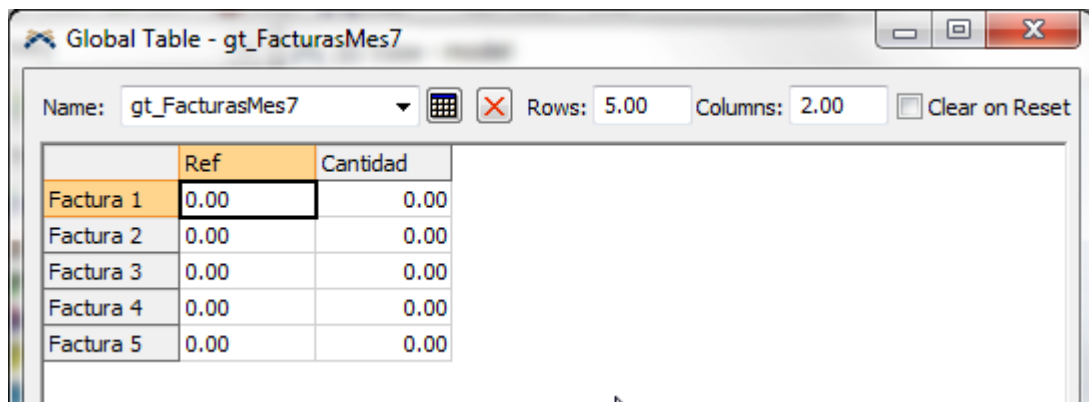 Global Table - gt_FacturasMes7
Name: gt_FacturasMes7 Rows: 5.00 Columns: 2.00 Clear on Reset
Ref Cantidad
Factura 1 0.00 0.00
Factura 2 0.00 0.00
Factura 3 0.00 0.00
Factura 4 0.00 0.00
Factura 5 0.00 0.00